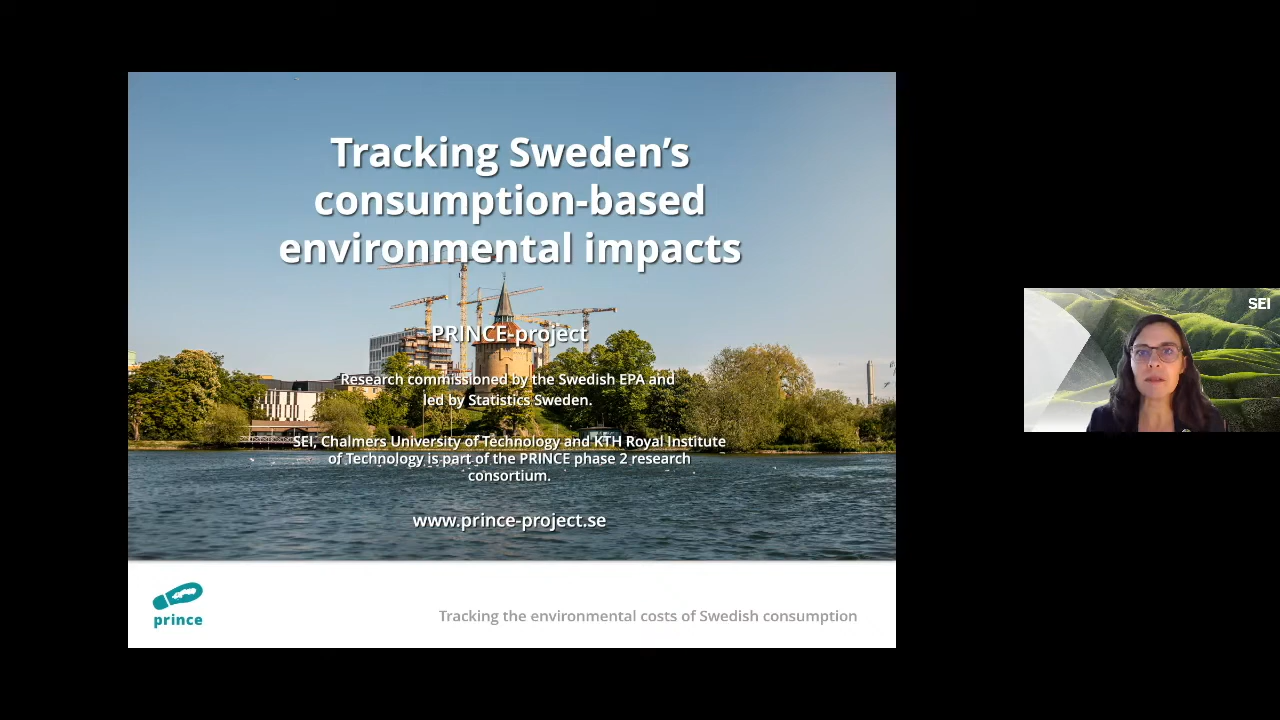 Tracking Sweden’s
consumption-based
environmental impacts
PRINCE-project
Research commissioned by the Swedish EPA and
led by Statistics Sweden.
SEI, Chalmers University of Technology and KTH Royal Institute
of Technology is part of the PRINCE phase 2 research
consortium.
www.prince-project.se
prince
Tracking the environmental costs of Swedish consumption
SEI